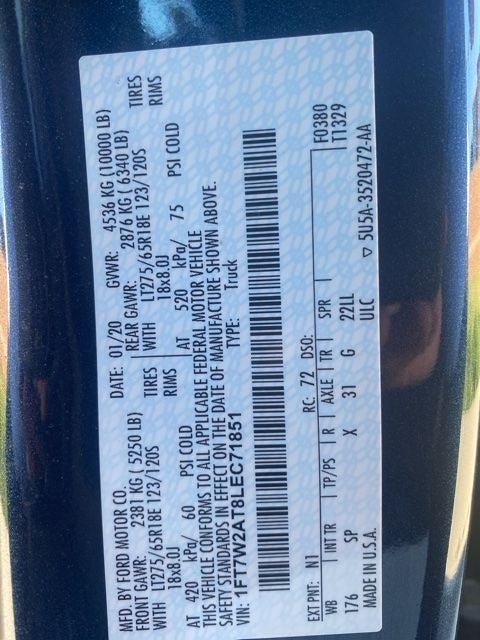 MFD. BY FORD MOTOR CO. DATE: 01/20 GVWR: 4536 KG (10000 LB)
FRONT GAWR: 2381 KG ( 5250 LB) REAR GAWR: 2876 KG ( 6340 LB)
WITH LT275/65R18E 123/120S TIRES WITH LT275/65R18E 123/120S TIRES
18x8.0J RIMS 18x8.0J RIMS
AT 420 kPa/ 60 PSI COLD AT 520 kPa/ 75 PSI COLD
THIS VEHICLE CONFORMS TO ALL APPLICABLE FEDERAL MOTOR VEHICLE
SAFETY STANDARDS IN EFFECT ON THE DATE OF MANUFACTURE SHOWN ABOVE.
1FT7W2AT8LEC71851 TYPE: Truck
F0380
EXT PNT: N1 RC: 72 DSO: T1329
WB INT TR TP/PS R AXLE TR SPR
176 SP X 31 G 22LL
MADE IN U.S.A. ULC ▽ 5U5A-3520472-AA